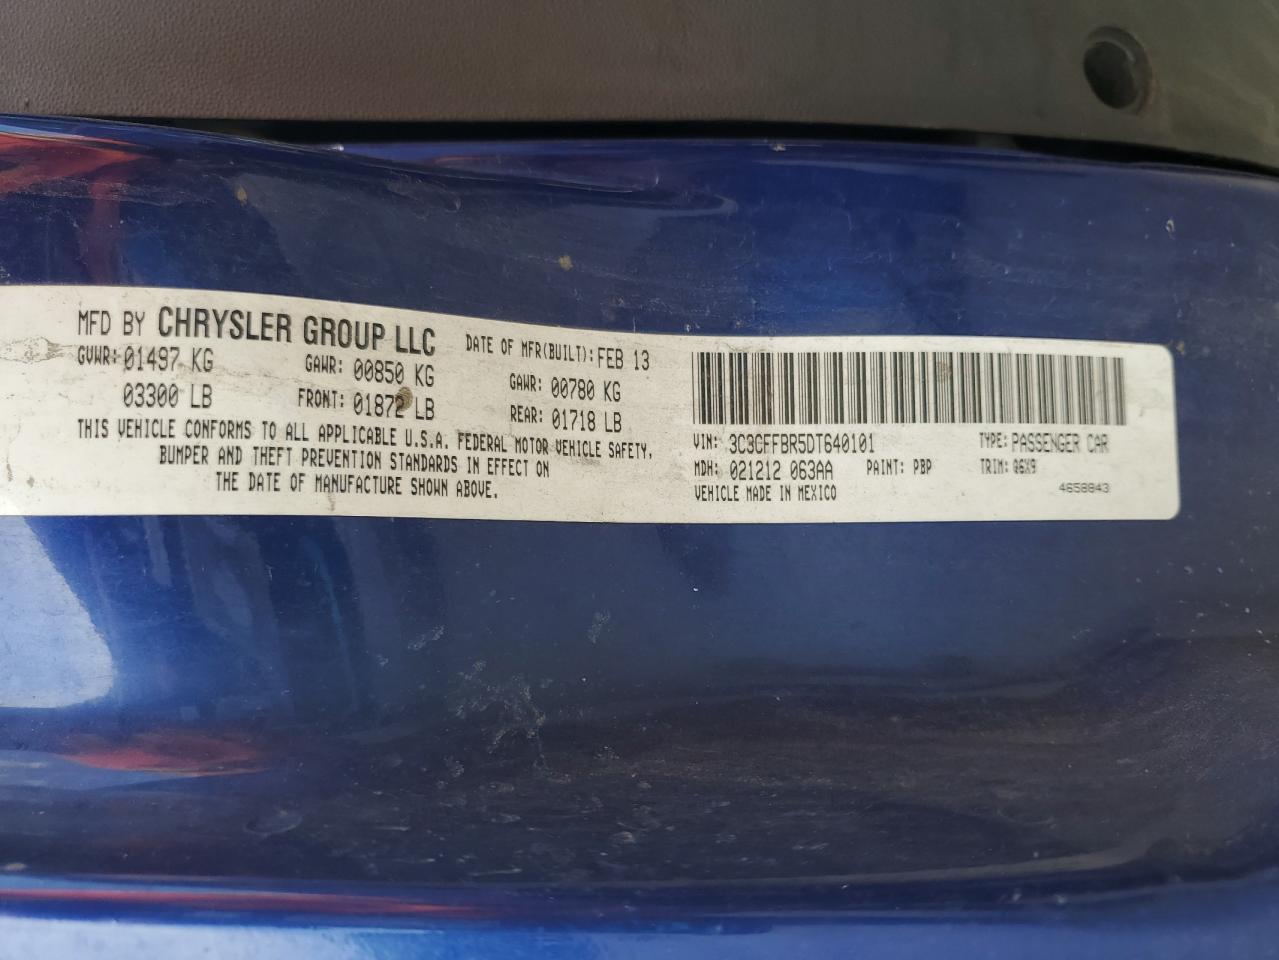 MFD BY CHRYSLER GROUP LLC DATE OF MFR(BUILT): FEB 13
GVWR: 01497 KG GAWR: 00850 KG GAWR: 00780 KG
03300 LB FRONT: 01872 LB REAR: 01718 LB
THIS VEHICLE CONFORMS TO ALL APPLICABLE U.S.A. FEDERAL MOTOR VEHICLE SAFETY,
BUMPER AND THEFT PREVENTION STANDARDS IN EFFECT ON
THE DATE OF MANUFACTURE SHOWN ABOVE.
VIN: 3C3CFFBR5DT640101 TYPE: PASSENGER CAR
MDH: 021212 063AA PAINT: PBP TRIM: Q6X9
VEHICLE MADE IN MEXICO 4658843